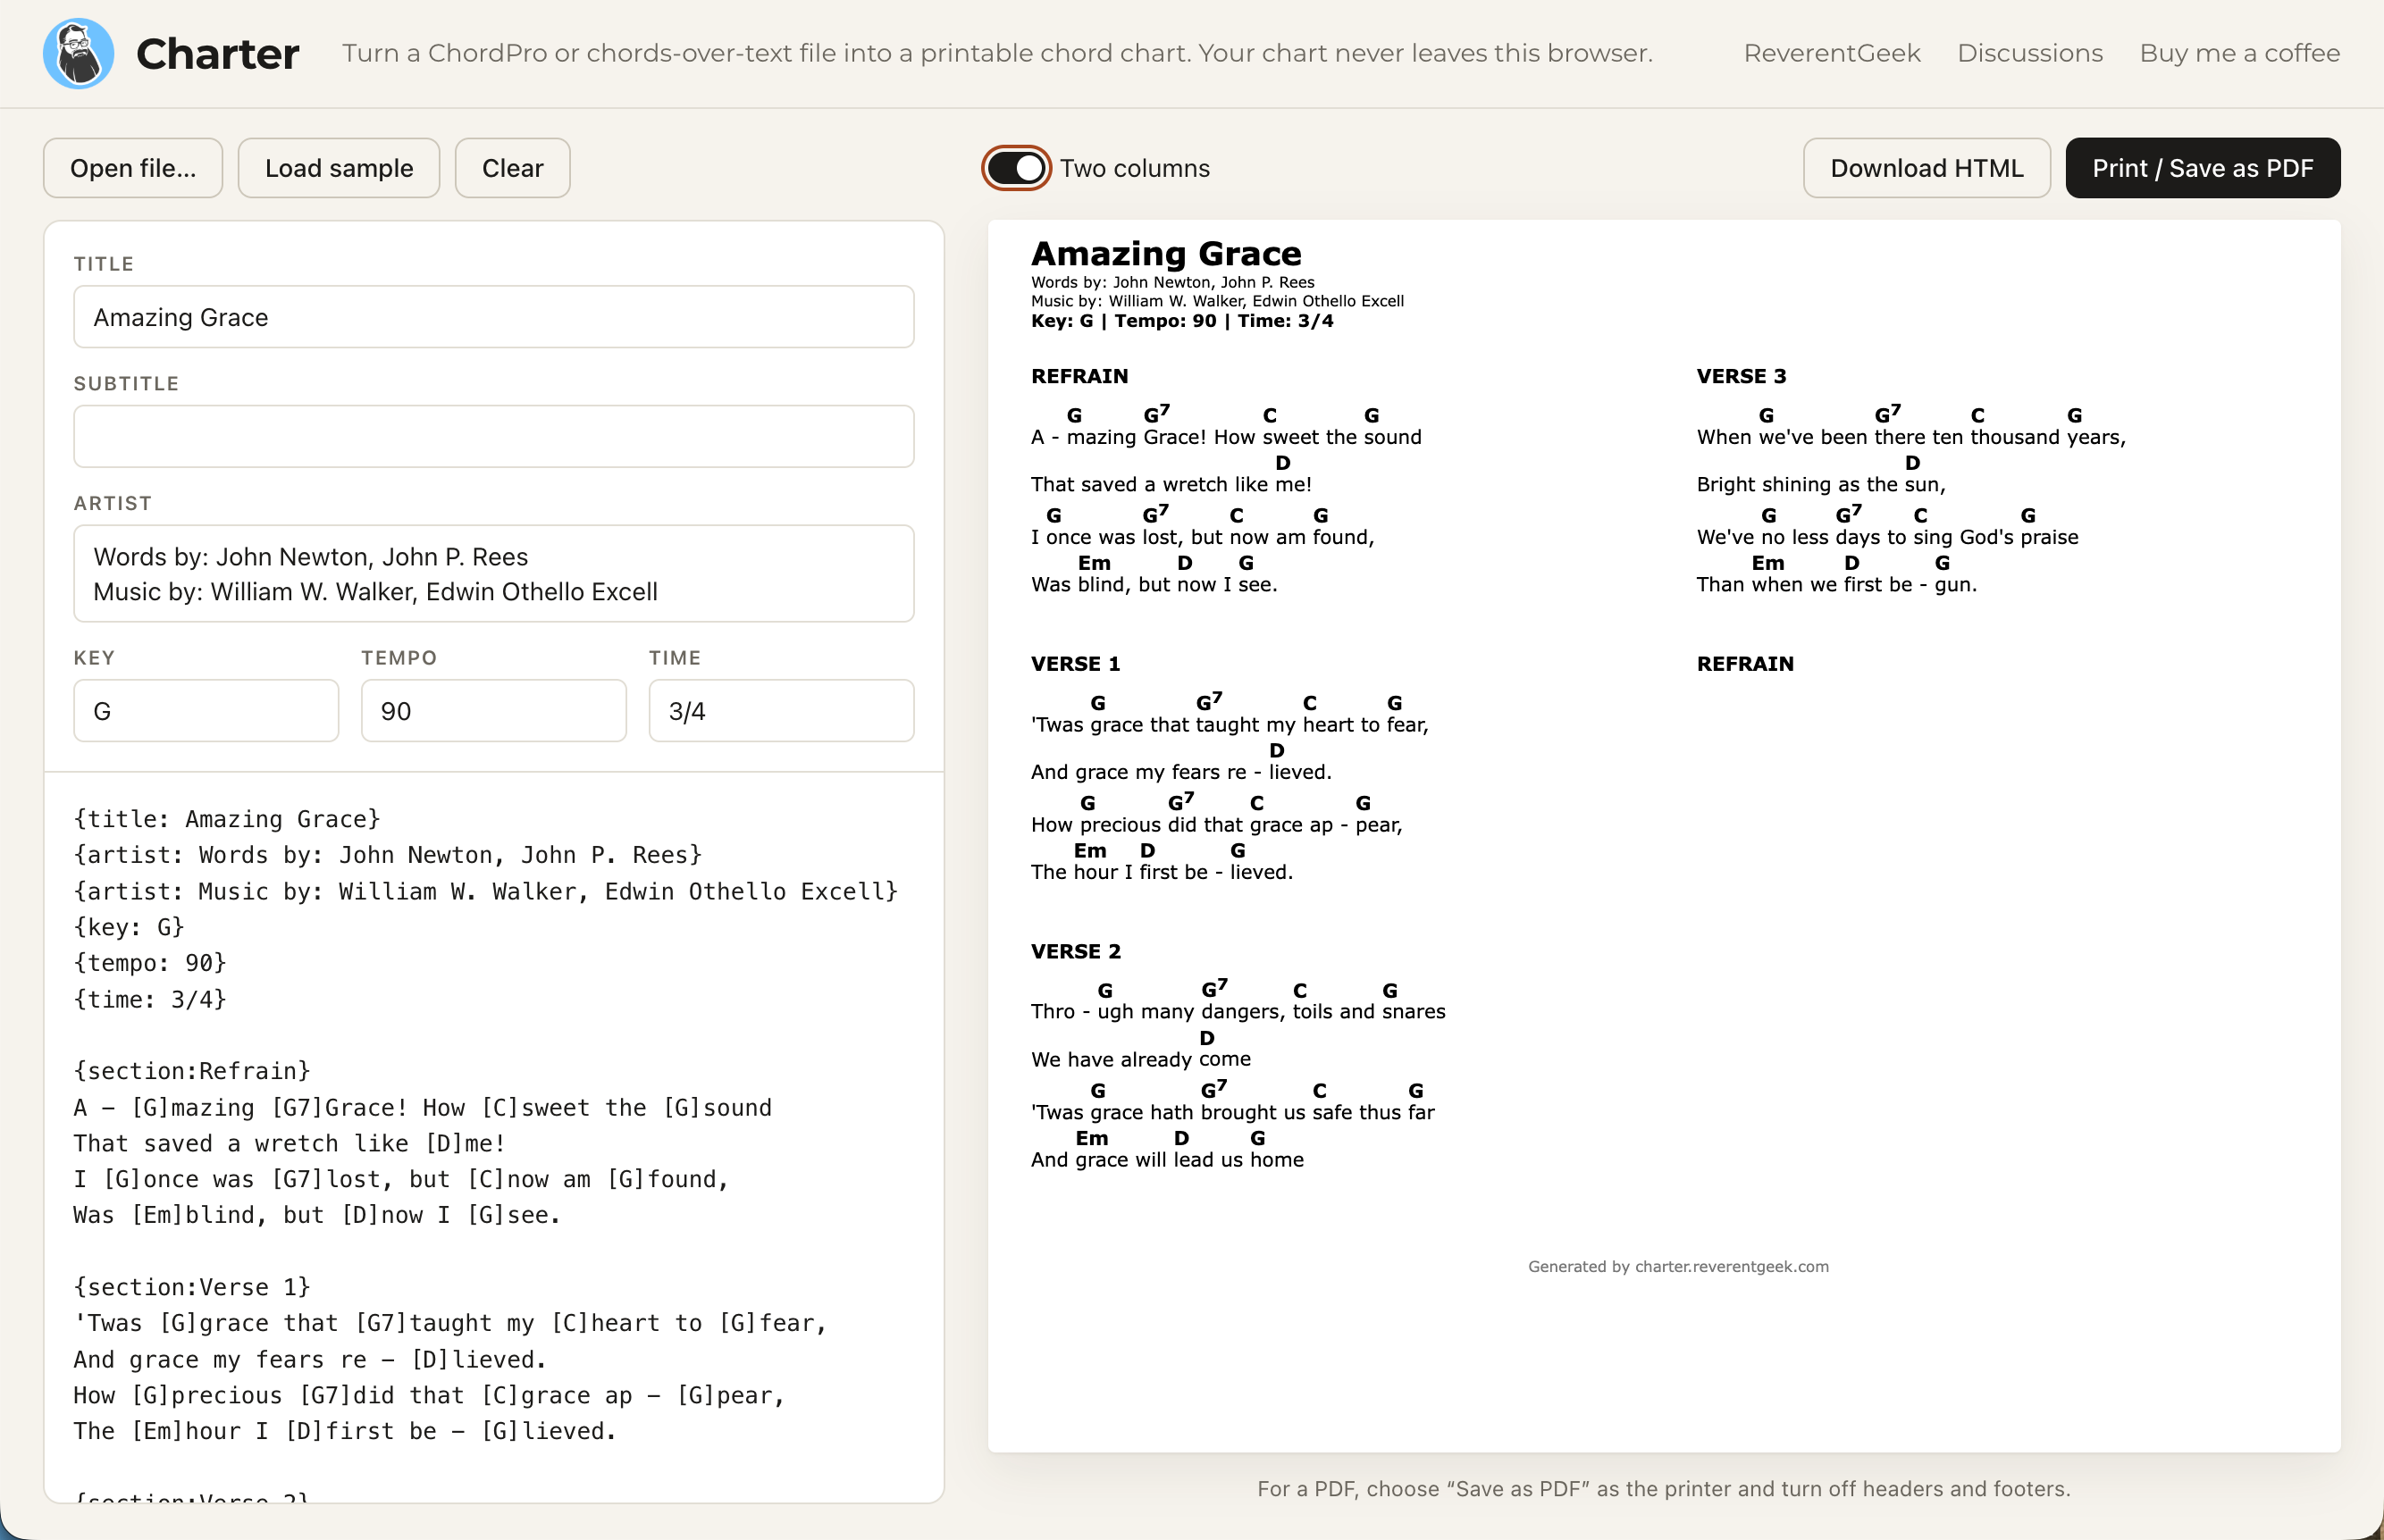 Charter
Turn a ChordPro or chords-over-text file into a printable chord chart. Your chart never leaves this browser.
ReverentGeek
Discussions
Buy me a coffee
Open file...
Load sample
Clear
Two columns
Download HTML
Print / Save as PDF
TITLE
Amazing Grace
SUBTITLE
ARTIST
Words by: John Newton, John P. Rees
Music by: William W. Walker, Edwin Othello Excell
KEY
TEMPO
TIME
G
90
3/4
{title: Amazing Grace}
{artist: Words by: John Newton, John P. Rees}
{artist: Music by: William W. Walker, Edwin Othello Excell}
{key: G}
{tempo: 90}
{time: 3/4}
{section:Refrain}
A – [G]mazing [G7]Grace! How [C]sweet the [G]sound
That saved a wretch like [D]me!
I [G]once was [G7]lost, but [C]now am [G]found,
Was [Em]blind, but [D]now I [G]see.
{section:Verse 1}
'Twas [G]grace that [G7]taught my [C]heart to [G]fear,
And grace my fears re – [D]lieved.
How [G]precious [G7]did that [C]grace ap – [G]pear,
The [Em]hour I [D]first be – [G]lieved.
{section:Verse 2}
Amazing Grace
Words by: John Newton, John P. Rees
Music by: William W. Walker, Edwin Othello Excell
Key: G | Tempo: 90 | Time: 3/4
REFRAIN
G G7 C G
A - mazing Grace! How sweet the sound
D
That saved a wretch like me!
G G7 C G
I once was lost, but now am found,
Em D G
Was blind, but now I see.
VERSE 1
G G7 C G
'Twas grace that taught my heart to fear,
D
And grace my fears re - lieved.
G G7 C G
How precious did that grace ap - pear,
Em D G
The hour I first be - lieved.
VERSE 2
G G7 C G
Thro - ugh many dangers, toils and snares
D
We have already come
G G7 C G
'Twas grace hath brought us safe thus far
Em D G
And grace will lead us home
VERSE 3
G G7 C G
When we've been there ten thousand years,
D
Bright shining as the sun,
G G7 C G
We've no less days to sing God's praise
Em D G
Than when we first be - gun.
REFRAIN
Generated by charter.reverentgeek.com
For a PDF, choose “Save as PDF” as the printer and turn off headers and footers.